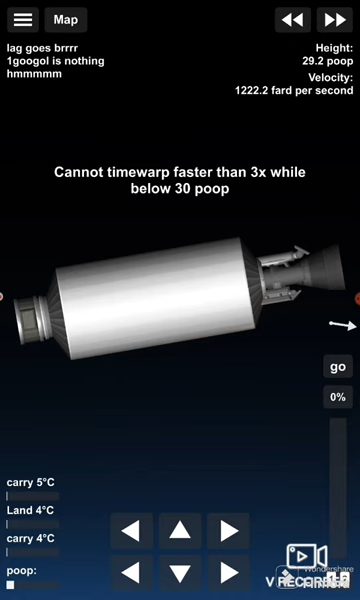 Map
lag goes brrrr
1googol is nothing
hmmmmm
Height:
29.2 poop
Velocity:
1222.2 fard per second
Cannot timewarp faster than 3x while
below 30 poop
go
0%
carry 5°C
Land 4°C
carry 4°C
poop:
Wondershare
V RECORDER